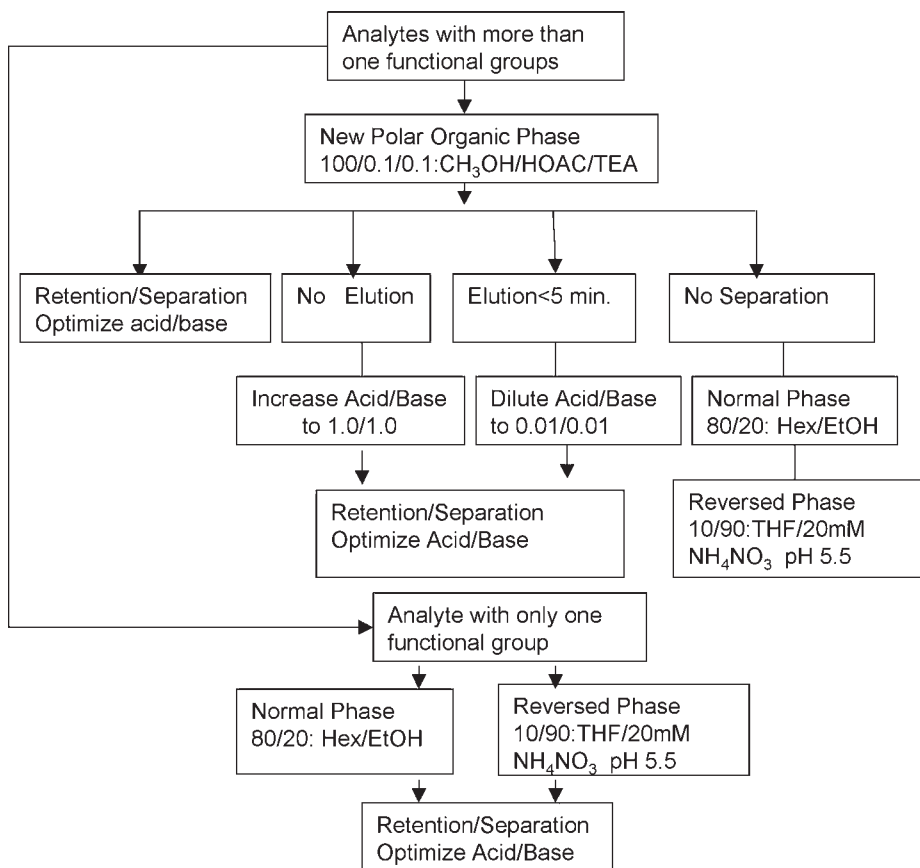 Analytes with more than
one functional groups
New Polar Organic Phase
100/0.1/0.1:CH₃OH/HOAC/TEA
Retention/Separation
Optimize acid/base
No Elution
Elution<5 min.
No Separation
Increase Acid/Base
to 1.0/1.0
Dilute Acid/Base
to 0.01/0.01
Normal Phase
80/20: Hex/EtOH
Retention/Separation
Optimize Acid/Base
Reversed Phase
10/90:THF/20mM
NH₄NO₃ pH 5.5
Analyte with only one
functional group
Normal Phase
80/20: Hex/EtOH
Reversed Phase
10/90:THF/20mM
NH₄NO₃ pH 5.5
Retention/Separation
Optimize Acid/Base